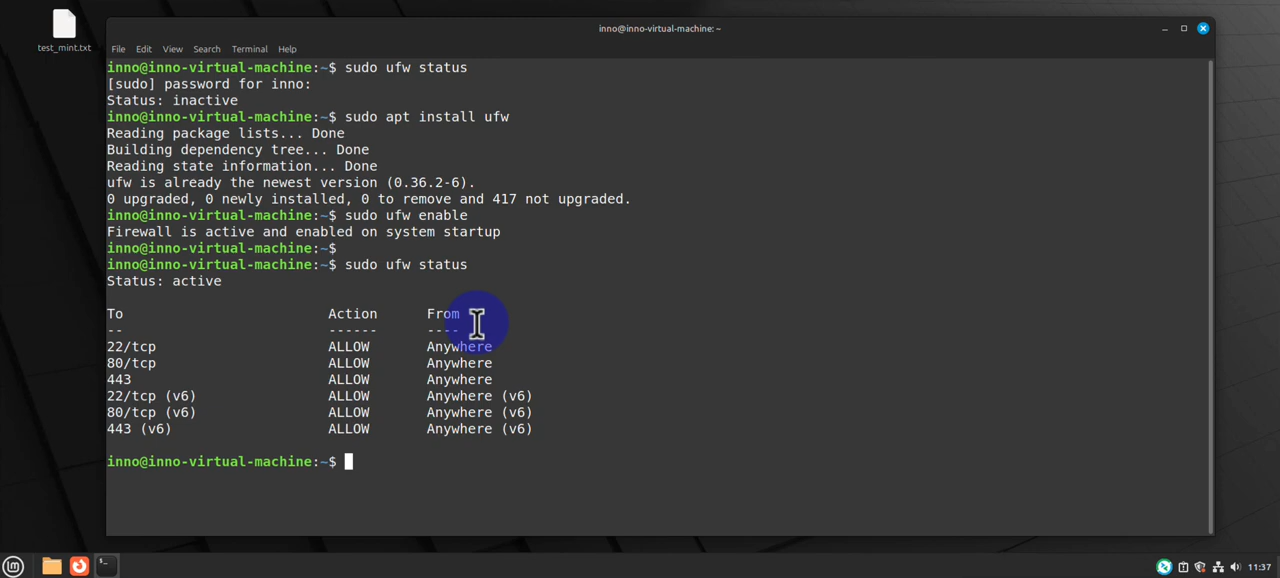 test_mint.txt
inno@inno-virtual-machine: ~
File Edit View Search Terminal Help
inno@inno-virtual-machine:~$ sudo ufw status
[sudo] password for inno:
Status: inactive
inno@inno-virtual-machine:~$ sudo apt install ufw
Reading package lists... Done
Building dependency tree... Done
Reading state information... Done
ufw is already the newest version (0.36.2-6).
0 upgraded, 0 newly installed, 0 to remove and 417 not upgraded.
inno@inno-virtual-machine:~$ sudo ufw enable
Firewall is active and enabled on system startup
inno@inno-virtual-machine:~$
inno@inno-virtual-machine:~$ sudo ufw status
Status: active
To Action From
-- ------ ----
22/tcp ALLOW Anywhere
80/tcp ALLOW Anywhere
443 ALLOW Anywhere
22/tcp (v6) ALLOW Anywhere (v6)
80/tcp (v6) ALLOW Anywhere (v6)
443 (v6) ALLOW Anywhere (v6)
inno@inno-virtual-machine:~$
11:37